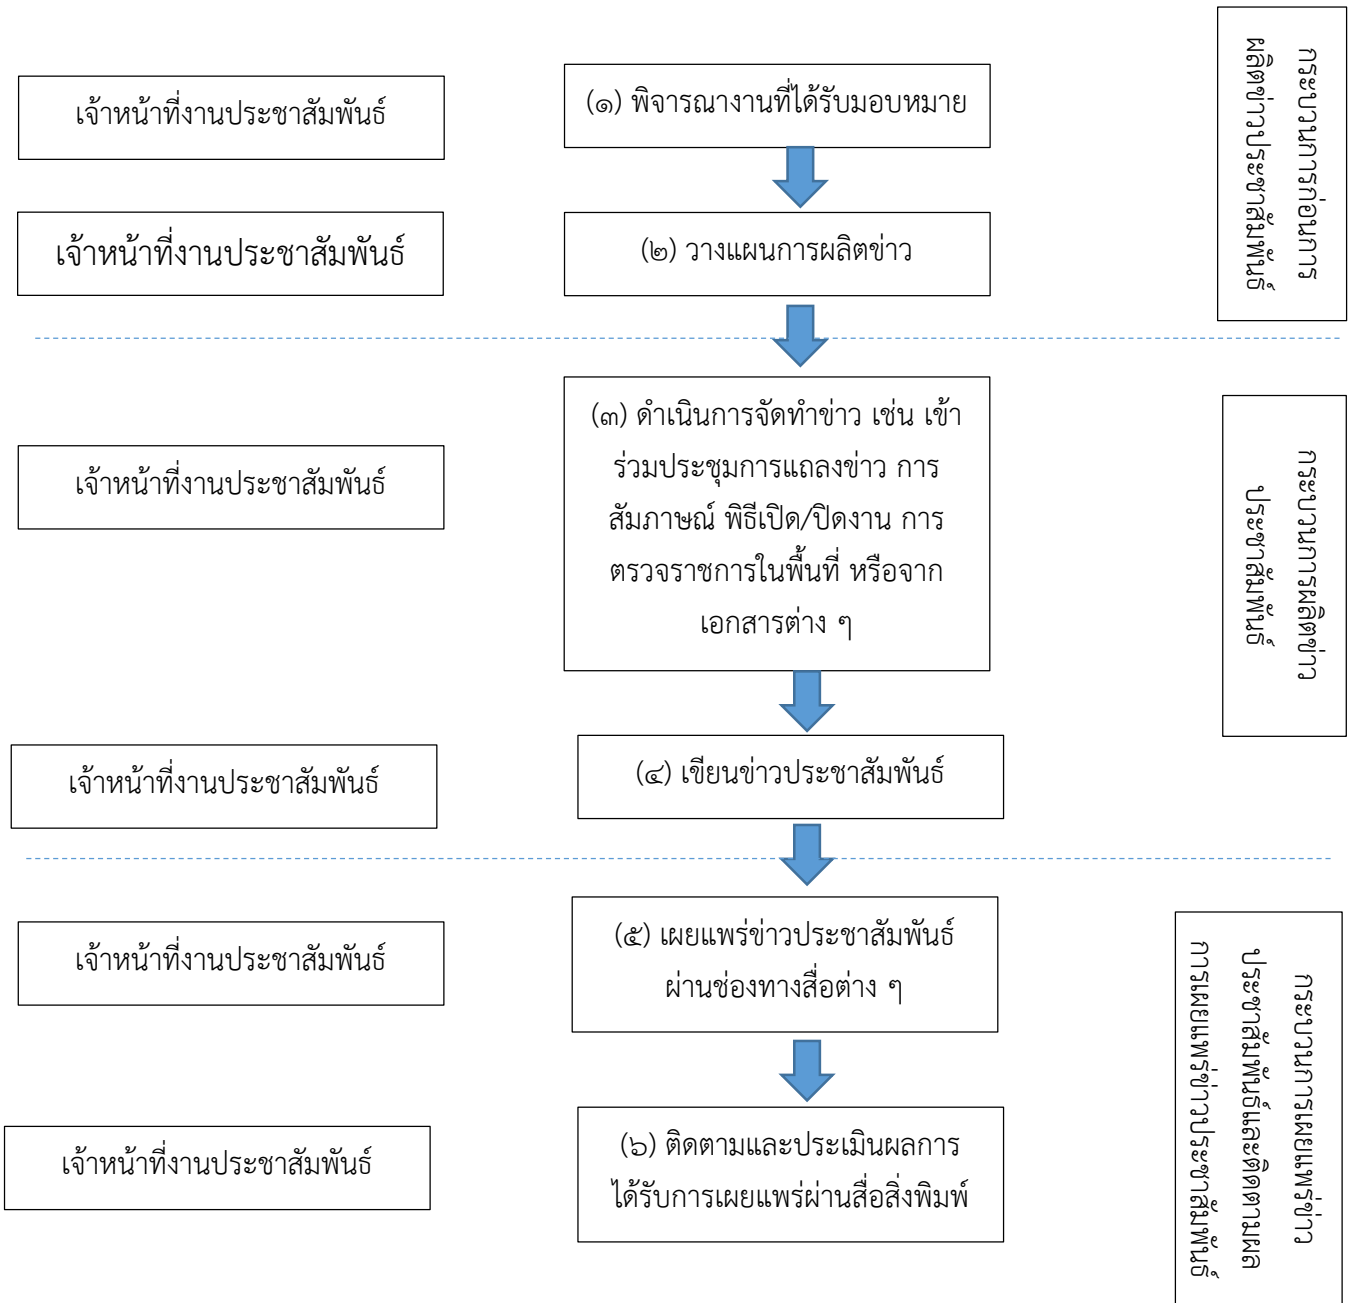 เจ้าหน้าที่งานประชาสัมพันธ์
(๑) พิจารณางานที่ได้รับมอบหมาย
กระบวนการก่อนการ
ผลิตข่าวประชาสัมพันธ์
เจ้าหน้าที่งานประชาสัมพันธ์
(๒) วางแผนการผลิตข่าว
เจ้าหน้าที่งานประชาสัมพันธ์
(๓) ดำเนินการจัดทำข่าว เช่น เข้า
ร่วมประชุมการแถลงข่าว การ
สัมภาษณ์ พิธีเปิด/ปิดงาน การ
ตรวจราชการในพื้นที่ หรือจาก
เอกสารต่าง ๆ
กระบวนการผลิตข่าว
ประชาสัมพันธ์
เจ้าหน้าที่งานประชาสัมพันธ์
(๔) เขียนข่าวประชาสัมพันธ์
เจ้าหน้าที่งานประชาสัมพันธ์
(๕) เผยแพร่ข่าวประชาสัมพันธ์
ผ่านช่องทางสื่อต่าง ๆ
กระบวนการเผยแพร่ข่าว
ประชาสัมพันธ์และติดตามผล
การเผยแพร่ข่าวประชาสัมพันธ์
เจ้าหน้าที่งานประชาสัมพันธ์
(๖) ติดตามและประเมินผลการ
ได้รับการเผยแพร่ผ่านสื่อสิ่งพิมพ์